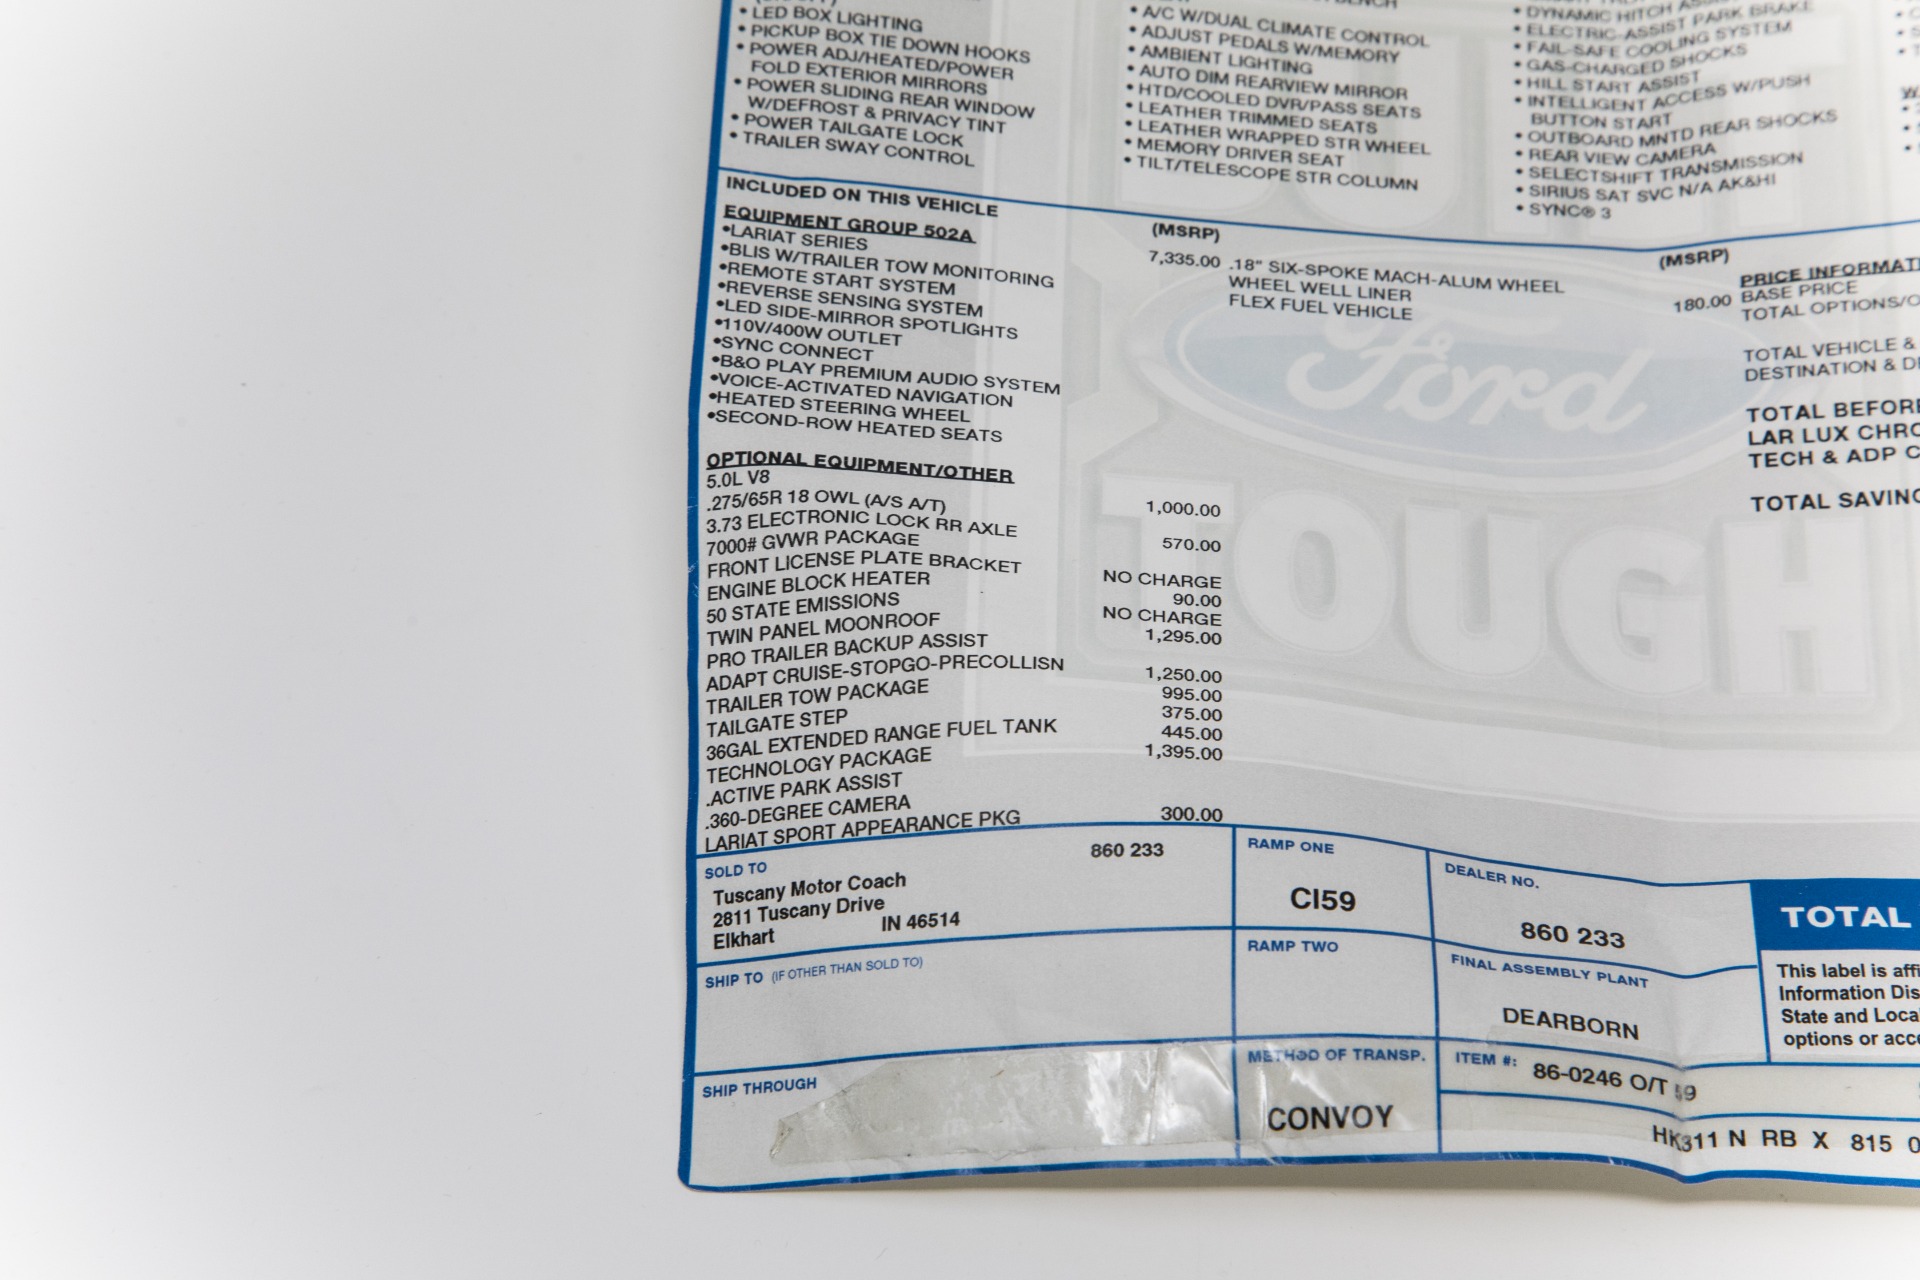 • LED BOX LIGHTING
• PICKUP BOX TIE DOWN HOOKS
• POWER ADJ/HEATED/POWER
FOLD EXTERIOR MIRRORS
• POWER SLIDING REAR WINDOW
W/DEFROST & PRIVACY TINT
• POWER TAILGATE LOCK
• TRAILER SWAY CONTROL
• A/C W/DUAL CLIMATE CONTROL
• ADJUST PEDALS W/MEMORY
• AMBIENT LIGHTING
• AUTO DIM REARVIEW MIRROR
• HTD/COOLED DVR/PASS SEATS
• LEATHER TRIMMED SEATS
• LEATHER WRAPPED STR WHEEL
• MEMORY DRIVER SEAT
• TILT/TELESCOPE STR COLUMN
• DYNAMIC HITCH
• ELECTRIC-ASSIST PARK BRAKE
• FAIL-SAFE COOLING SYSTEM
• GAS-CHARGED SHOCKS
• HILL START ASSIST
• INTELLIGENT ACCESS W/PUSH
BUTTON START
• OUTBOARD MNTD REAR SHOCKS
• REAR VIEW CAMERA
• SELECTSHIFT TRANSMISSION
• SIRIUS SAT SVC N/A AK&HI
• SYNC® 3
INCLUDED ON THIS VEHICLE
(MSRP)
(MSRP)
EQUIPMENT GROUP 502A
7,335.00
•LARIAT SERIES
•BLIS W/TRAILER TOW MONITORING
•REMOTE START SYSTEM
•REVERSE SENSING SYSTEM
•LED SIDE-MIRROR SPOTLIGHTS
•110V/400W OUTLET
•SYNC CONNECT
•B&O PLAY PREMIUM AUDIO SYSTEM
•VOICE-ACTIVATED NAVIGATION
•HEATED STEERING WHEEL
•SECOND-ROW HEATED SEATS
.18" SIX-SPOKE MACH-ALUM WHEEL
WHEEL WELL LINER 180.00
FLEX FUEL VEHICLE
PRICE INFORMATI
BASE PRICE
TOTAL OPTIONS/O
TOTAL VEHICLE &
DESTINATION & DE
TOTAL BEFORE
LAR LUX CHRO
TECH & ADP C
TOTAL SAVING
Ford
TOUGH
OPTIONAL EQUIPMENT/OTHER
5.0L V8 1,000.00
.275/65R 18 OWL (A/S A/T)
3.73 ELECTRONIC LOCK RR AXLE 570.00
7000# GVWR PACKAGE
FRONT LICENSE PLATE BRACKET NO CHARGE
ENGINE BLOCK HEATER 90.00
50 STATE EMISSIONS NO CHARGE
TWIN PANEL MOONROOF 1,295.00
PRO TRAILER BACKUP ASSIST
ADAPT CRUISE-STOPGO-PRECOLLISN 1,250.00
TRAILER TOW PACKAGE 995.00
TAILGATE STEP 375.00
36GAL EXTENDED RANGE FUEL TANK 445.00
TECHNOLOGY PACKAGE 1,395.00
.ACTIVE PARK ASSIST
.360-DEGREE CAMERA
LARIAT SPORT APPEARANCE PKG 300.00
SOLD TO
860 233
Tuscany Motor Coach
2811 Tuscany Drive
Elkhart IN 46514
RAMP ONE
CI59
DEALER NO.
860 233
TOTAL
SHIP TO (IF OTHER THAN SOLD TO)
RAMP TWO
FINAL ASSEMBLY PLANT
DEARBORN
This label is affi
Information Dis
State and Loca
options or acce
SHIP THROUGH
METHOD OF TRANSP.
CONVOY
ITEM #: 86-0246 O/T 59
HK311 N RB X 815 0